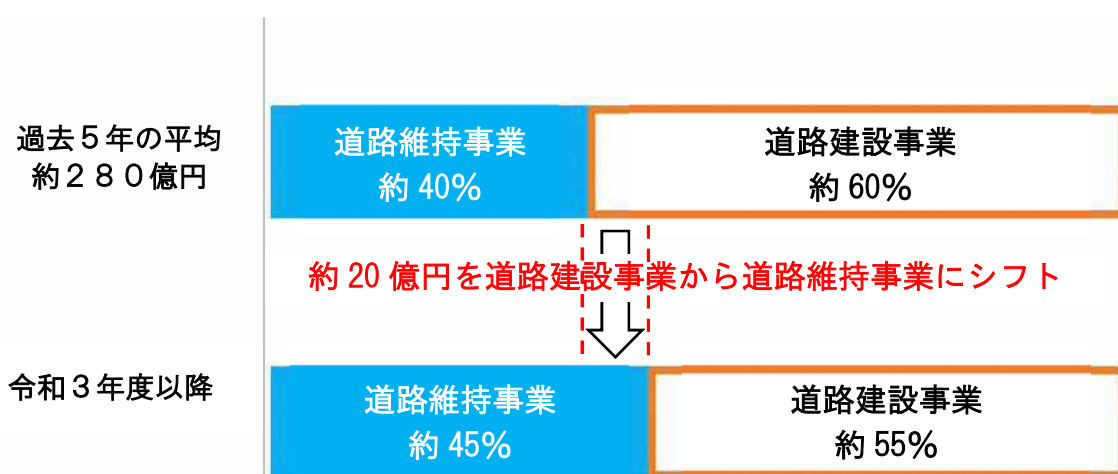 過去５年の平均
約２８０億円
道路維持事業
約 40%
道路建設事業
約 60%
約 20 億円を道路建設事業から道路維持事業にシフト
令和３年度以降
道路維持事業
約 45%
道路建設事業
約 55%